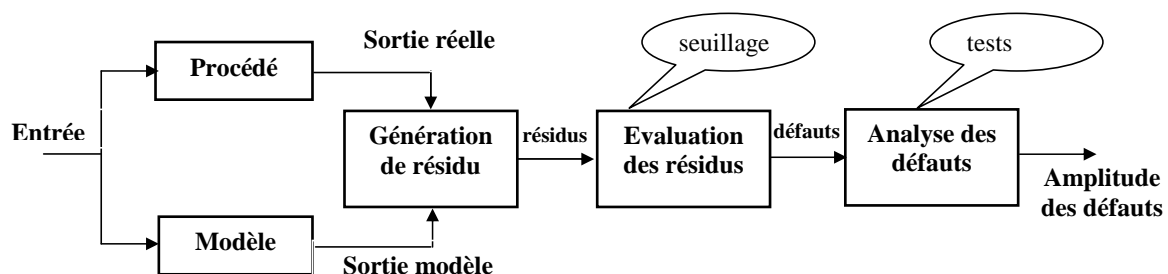 Sortie réelle
seuillage
tests
Procédé
Entrée
Génération
de résidu
résidus
Evaluation
des résidus
défauts
Analyse des
défauts
Amplitude
des défauts
Modèle
Sortie modèle